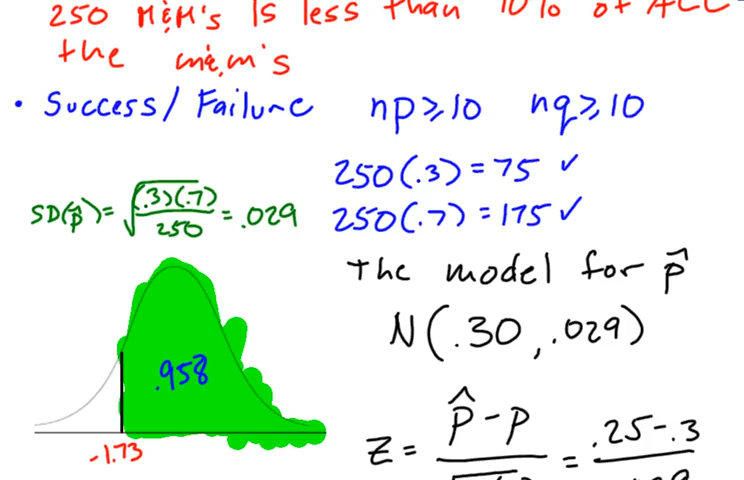 250 M&M's is less than 10% of ALL
the m&m's
• Success/Failure np≥10 nq≥10
250(.3)=75 ✓
250(.7)=175 ✓
SD(p̂)=√(.3)(.7)/250=.029
the model for p̂
N(.30,.029)
.958
-1.73
z = p̂-p/√ = .25-.3/